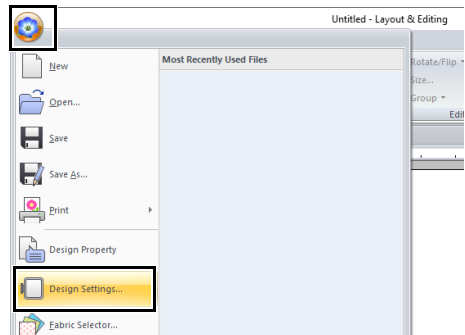 Untitled - Layout & Editing
Most Recently Used Files
New
Open...
Save
Save As...
Print
Design Property
Design Settings...
Fabric Selector...
Rotate/Flip
Size...
Group